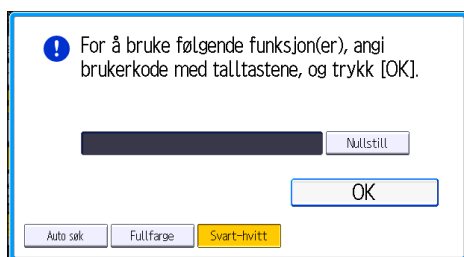 For å bruke følgende funksjon(er), angi
brukerkode med talltastene, og trykk [OK].
Nullstill
OK
Auto søk
Fullfarge
Svart-hvitt